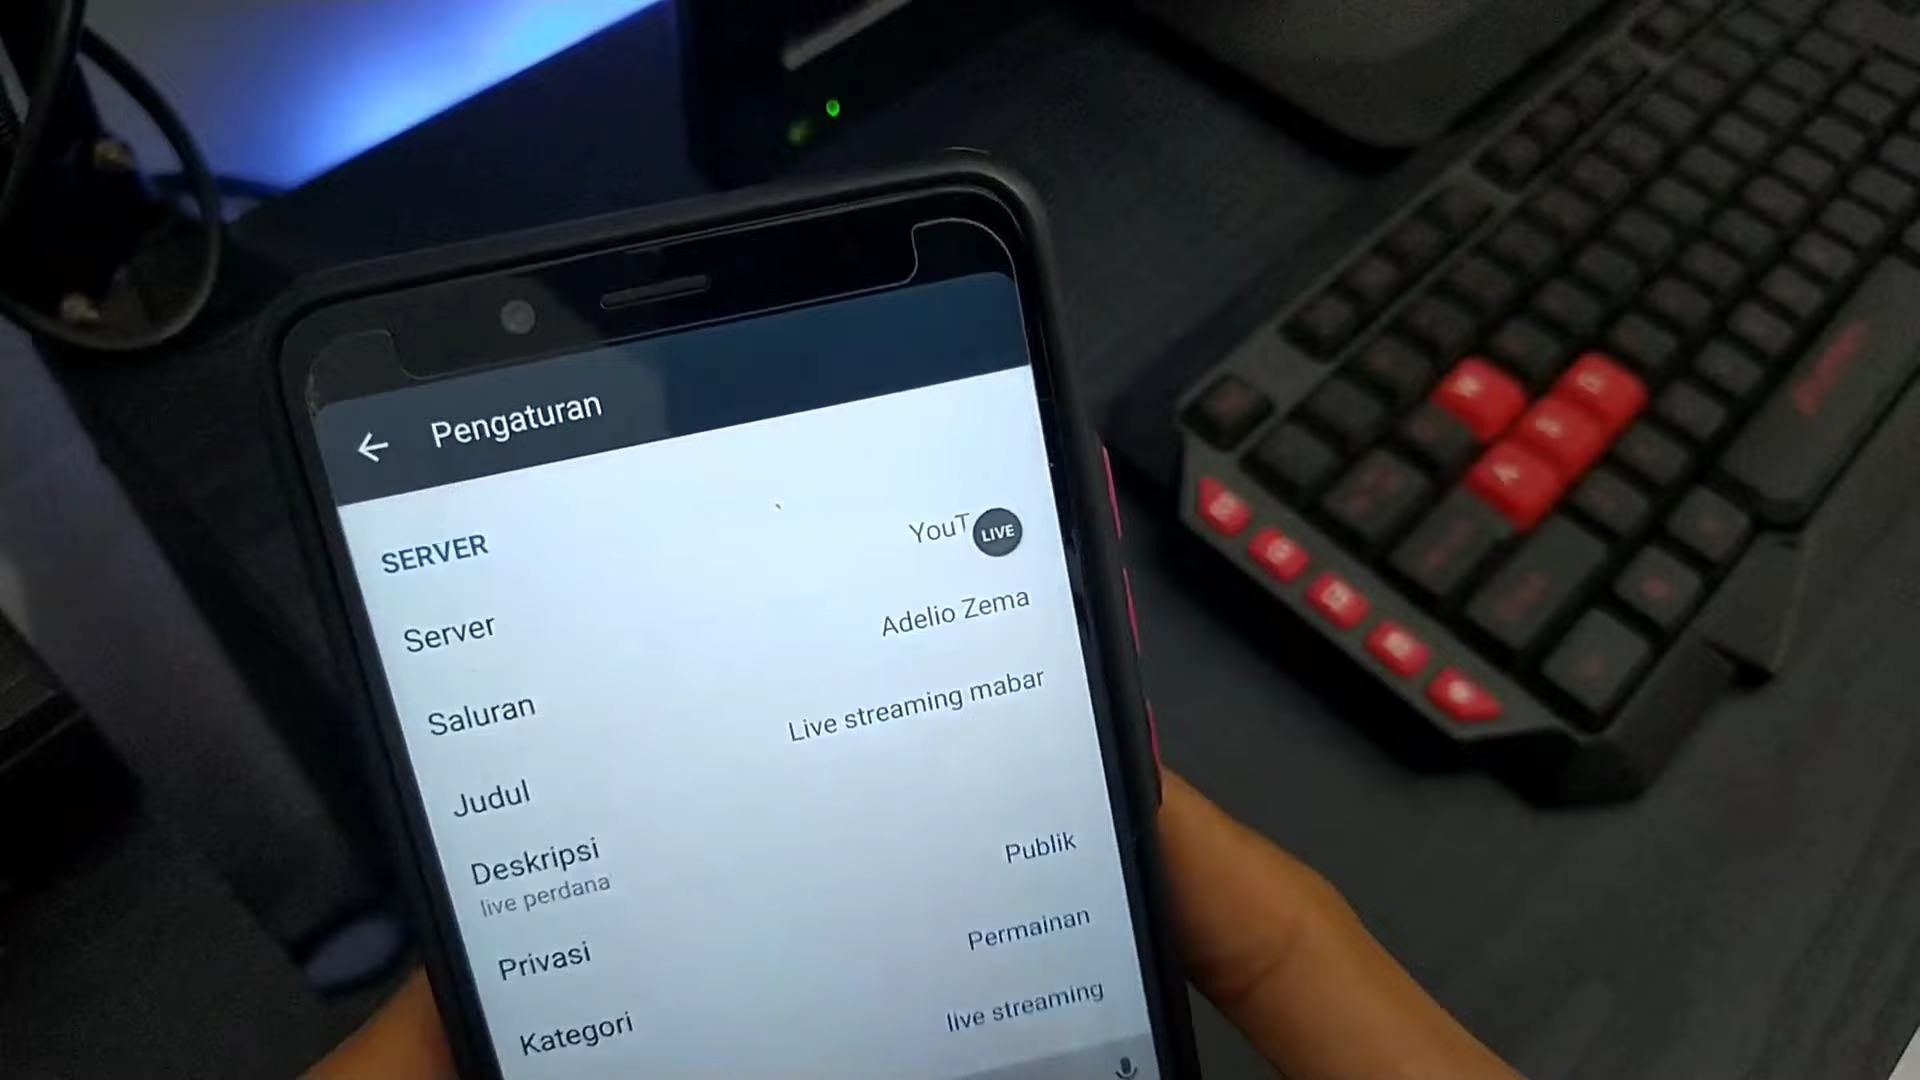 Pengaturan
SERVER
Server YouT
LIVE
Saluran Adelio Zema
Judul Live streaming mabar
Deskripsi
live perdana
Privasi Publik
Kategori Permainan
live streaming